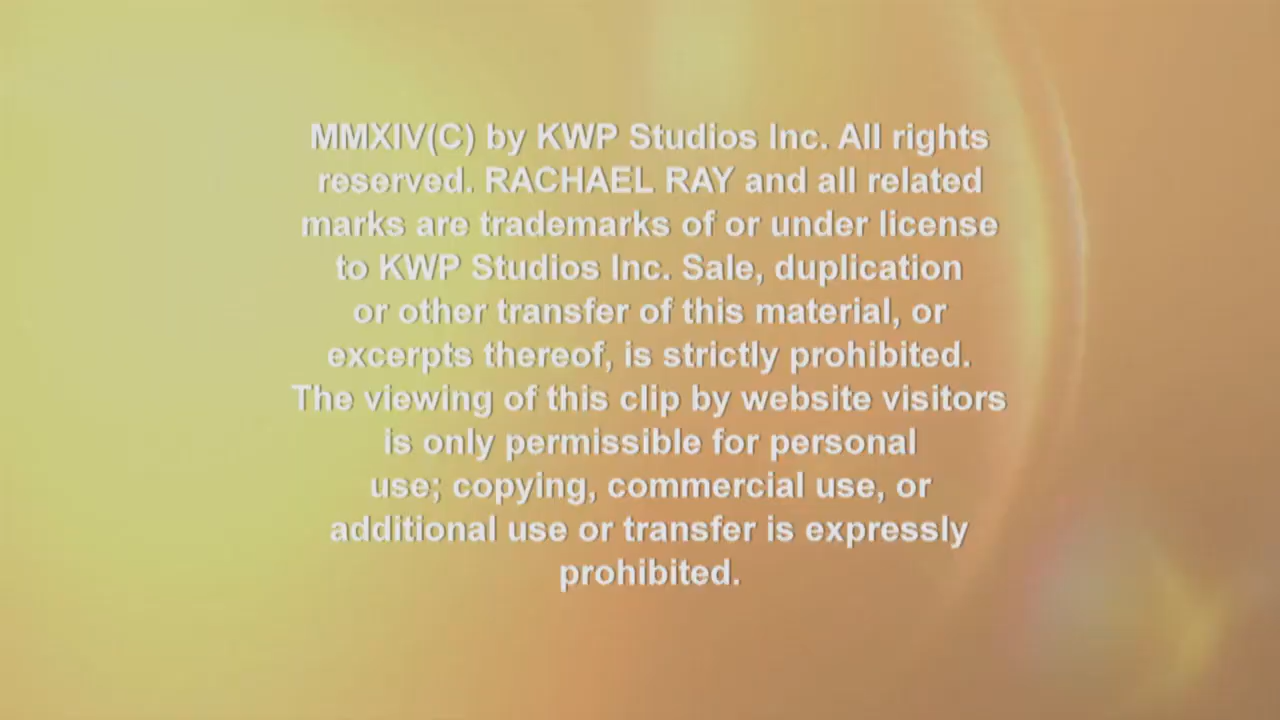 MMXIV(C) by KWP Studios Inc. All rights
reserved. RACHAEL RAY and all related
marks are trademarks of or under license
to KWP Studios Inc. Sale, duplication
or other transfer of this material, or
excerpts thereof, is strictly prohibited.
The viewing of this clip by website visitors
is only permissible for personal
use; copying, commercial use, or
additional use or transfer is expressly
prohibited.